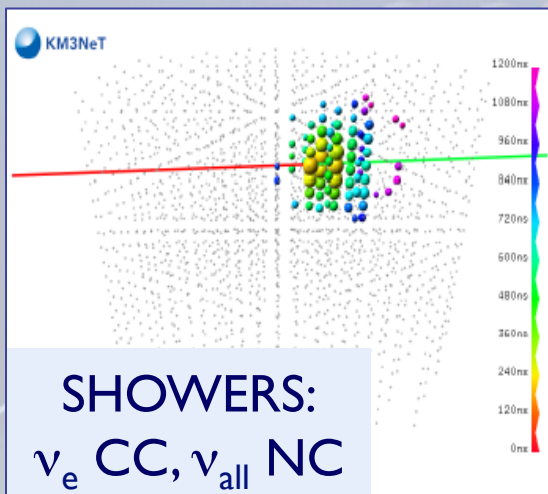 KM3NeT
1200ns
1080ns
960ns
840ns
720ns
600ns
480ns
360ns
240ns
120ns
0ns
SHOWERS:
νe CC, νall NC